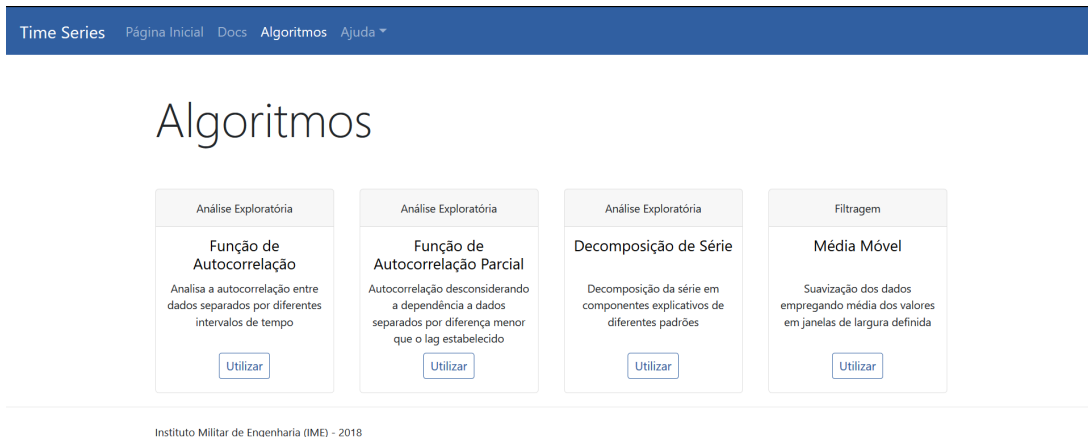 Time Series Página Inicial Docs Algoritmos Ajuda
Algoritmos
Análise Exploratória
Função de
Autocorrelação
Analisa a autocorrelação entre
dados separados por diferentes
intervalos de tempo
Utilizar
Análise Exploratória
Função de
Autocorrelação Parcial
Autocorrelação desconsiderando
a dependência a dados
separados por diferença menor
que o lag estabelecido
Utilizar
Análise Exploratória
Decomposição de Série
Decomposição da série em
componentes explicativos de
diferentes padrões
Utilizar
Filtragem
Média Móvel
Suavização dos dados
empregando média dos valores
em janelas de largura definida
Utilizar
Instituto Militar de Engenharia (IME) - 2018